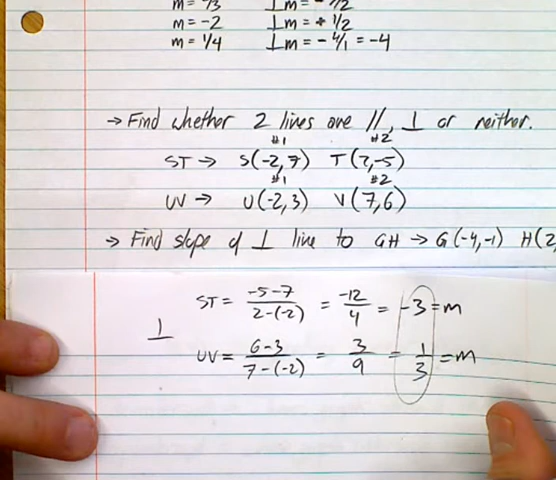 m = -2 ⊥m = + 1/2
m = 1/4 ⊥m = - 4/1 = -4
→ Find whether 2 lines are //, ⊥ or neither.
#1 #2
ST → S(-2,7) T(2,-5)
#1 #2
UV → U(-2,3) V(7,6)
→ Find slope of ⊥ line to GH → G(-4,-1) H(2,
ST = -5-7 / 2-(-2) = -12/4 = -3 = m
⊥
UV = 6-3 / 7-(-2) = 3/9 = 1/3 = m